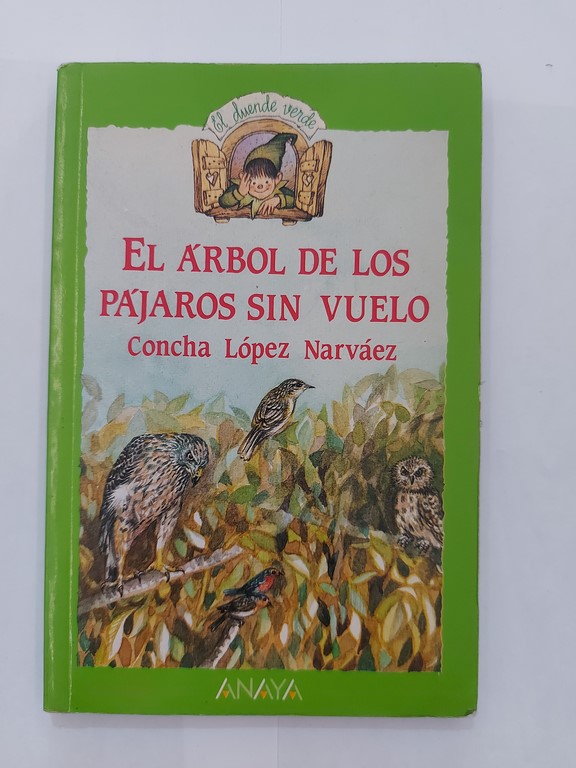 El duende verde
EL ÁRBOL DE LOS
PÁJAROS SIN VUELO
Concha López Narváez
ANAYA